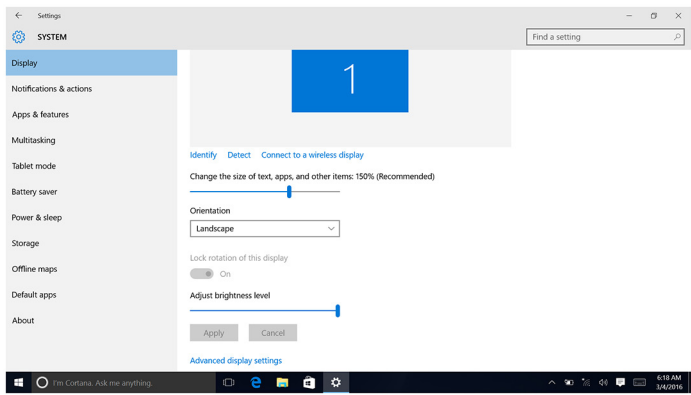 Settings
SYSTEM
Find a setting
Display
Notifications & actions
Apps & features
Multitasking
Tablet mode
Battery saver
Power & sleep
Storage
Offline maps
Default apps
About
1
Identify Detect Connect to a wireless display
Change the size of text, apps, and other items: 150% (Recommended)
Orientation
Landscape
Lock rotation of this display
On
Adjust brightness level
Apply Cancel
Advanced display settings
I'm Cortana. Ask me anything.
6:18 AM
3/4/2016